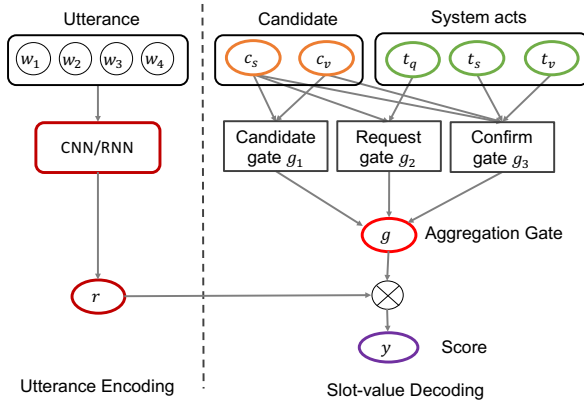 Utterance
Candidate
System acts
w₁ w₂ w₃ w₄
cₛ cᵥ
t_q tₛ tᵥ
CNN/RNN
Candidate
gate g₁
Request
gate g₂
Confirm
gate g₃
g
Aggregation Gate
r
y
Score
Utterance Encoding
Slot-value Decoding